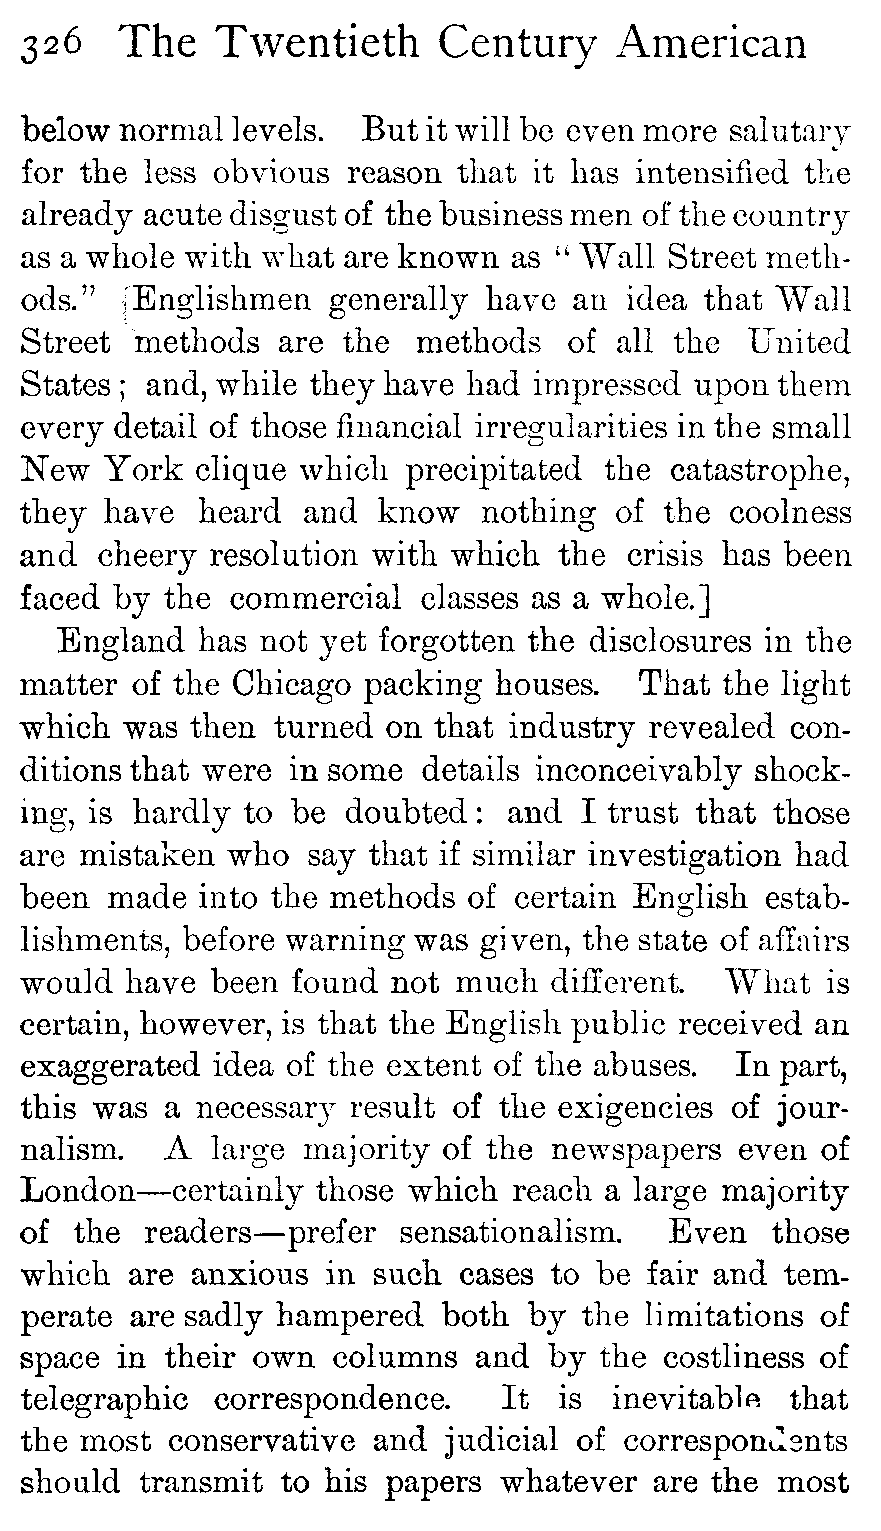 326 The Twentieth Century American
below normal levels. But it will be even more salutary
for the less obvious reason that it has intensified the
already acute disgust of the business men of the country
as a whole with what are known as “ Wall Street meth-
ods.” [Englishmen generally have an idea that Wall
Street methods are the methods of all the United
States ; and, while they have had impressed upon them
every detail of those financial irregularities in the small
New York clique which precipitated the catastrophe,
they have heard and know nothing of the coolness
and cheery resolution with which the crisis has been
faced by the commercial classes as a whole.]
England has not yet forgotten the disclosures in the
matter of the Chicago packing houses. That the light
which was then turned on that industry revealed con-
ditions that were in some details inconceivably shock-
ing, is hardly to be doubted : and I trust that those
are mistaken who say that if similar investigation had
been made into the methods of certain English estab-
lishments, before warning was given, the state of affairs
would have been found not much different. What is
certain, however, is that the English public received an
exaggerated idea of the extent of the abuses. In part,
this was a necessary result of the exigencies of jour-
nalism. A large majority of the newspapers even of
London—certainly those which reach a large majority
of the readers—prefer sensationalism. Even those
which are anxious in such cases to be fair and tem-
perate are sadly hampered both by the limitations of
space in their own columns and by the costliness of
telegraphic correspondence. It is inevitable that
the most conservative and judicial of correspondents
should transmit to his papers whatever are the most